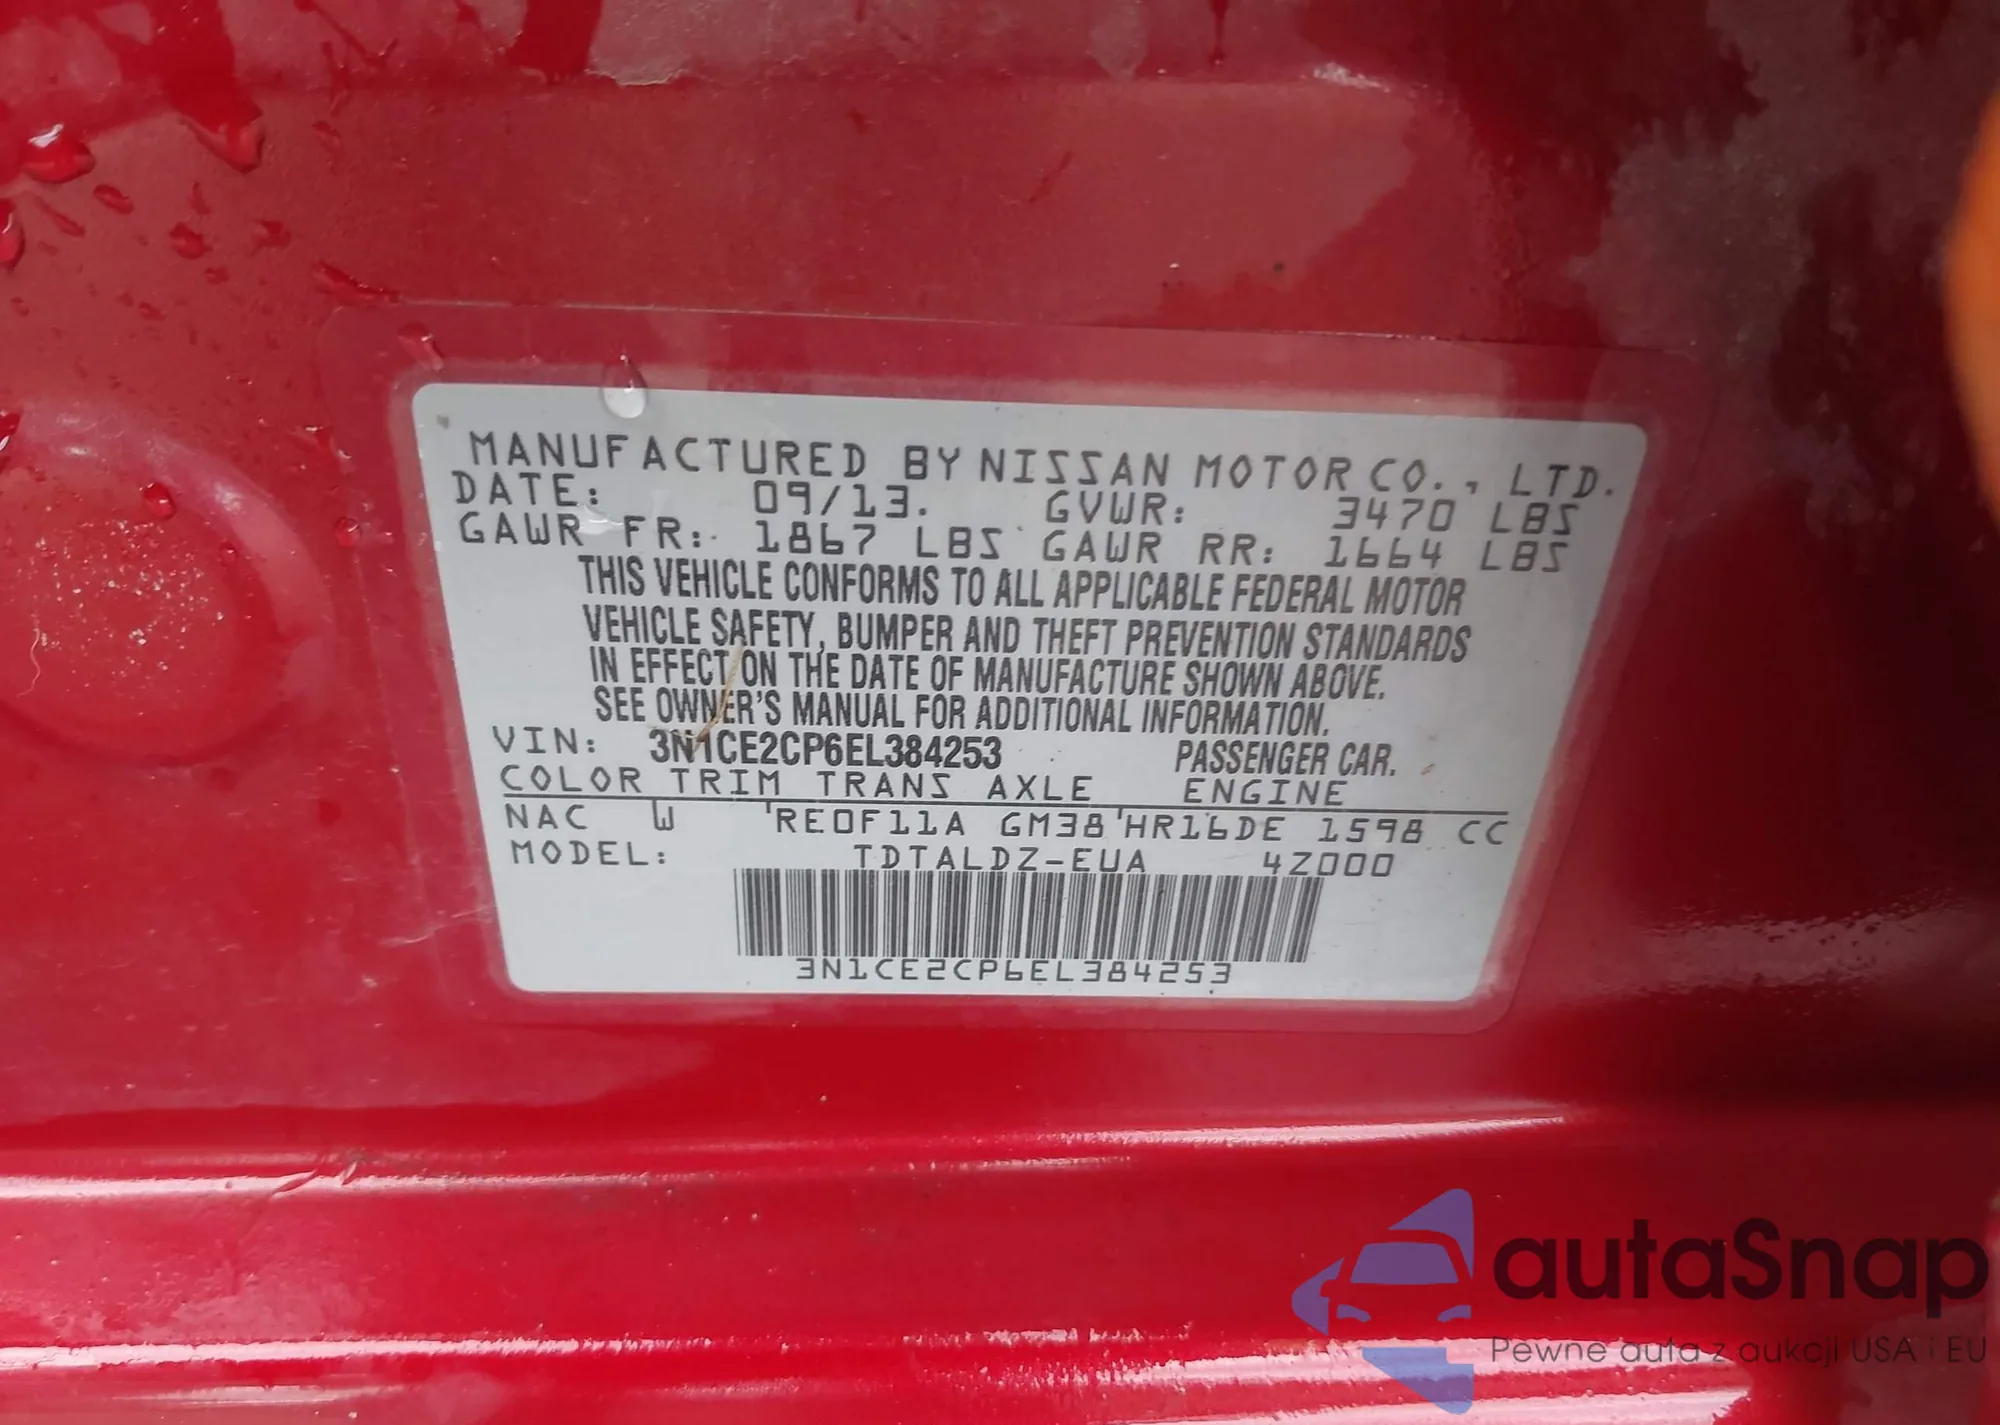 MANUFACTURED BY NISSAN MOTOR CO., LTD.
DATE: 09/13. GVWR: 3470 LBS
GAWR FR: 1867 LBS GAWR RR: 1664 LBS
THIS VEHICLE CONFORMS TO ALL APPLICABLE FEDERAL MOTOR
VEHICLE SAFETY, BUMPER AND THEFT PREVENTION STANDARDS
IN EFFECT ON THE DATE OF MANUFACTURE SHOWN ABOVE.
SEE OWNER'S MANUAL FOR ADDITIONAL INFORMATION.
VIN: 3N1CE2CP6EL384253 PASSENGER CAR.
COLOR TRIM TRANS AXLE ENGINE
NAC W RE0F11A GM38 HR16DE 1598 CC
MODEL: TDTALDZ-EUA 4Z000
3N1CE2CP6EL384253
autaSnap
Pewne auta z aukcji USA i EU